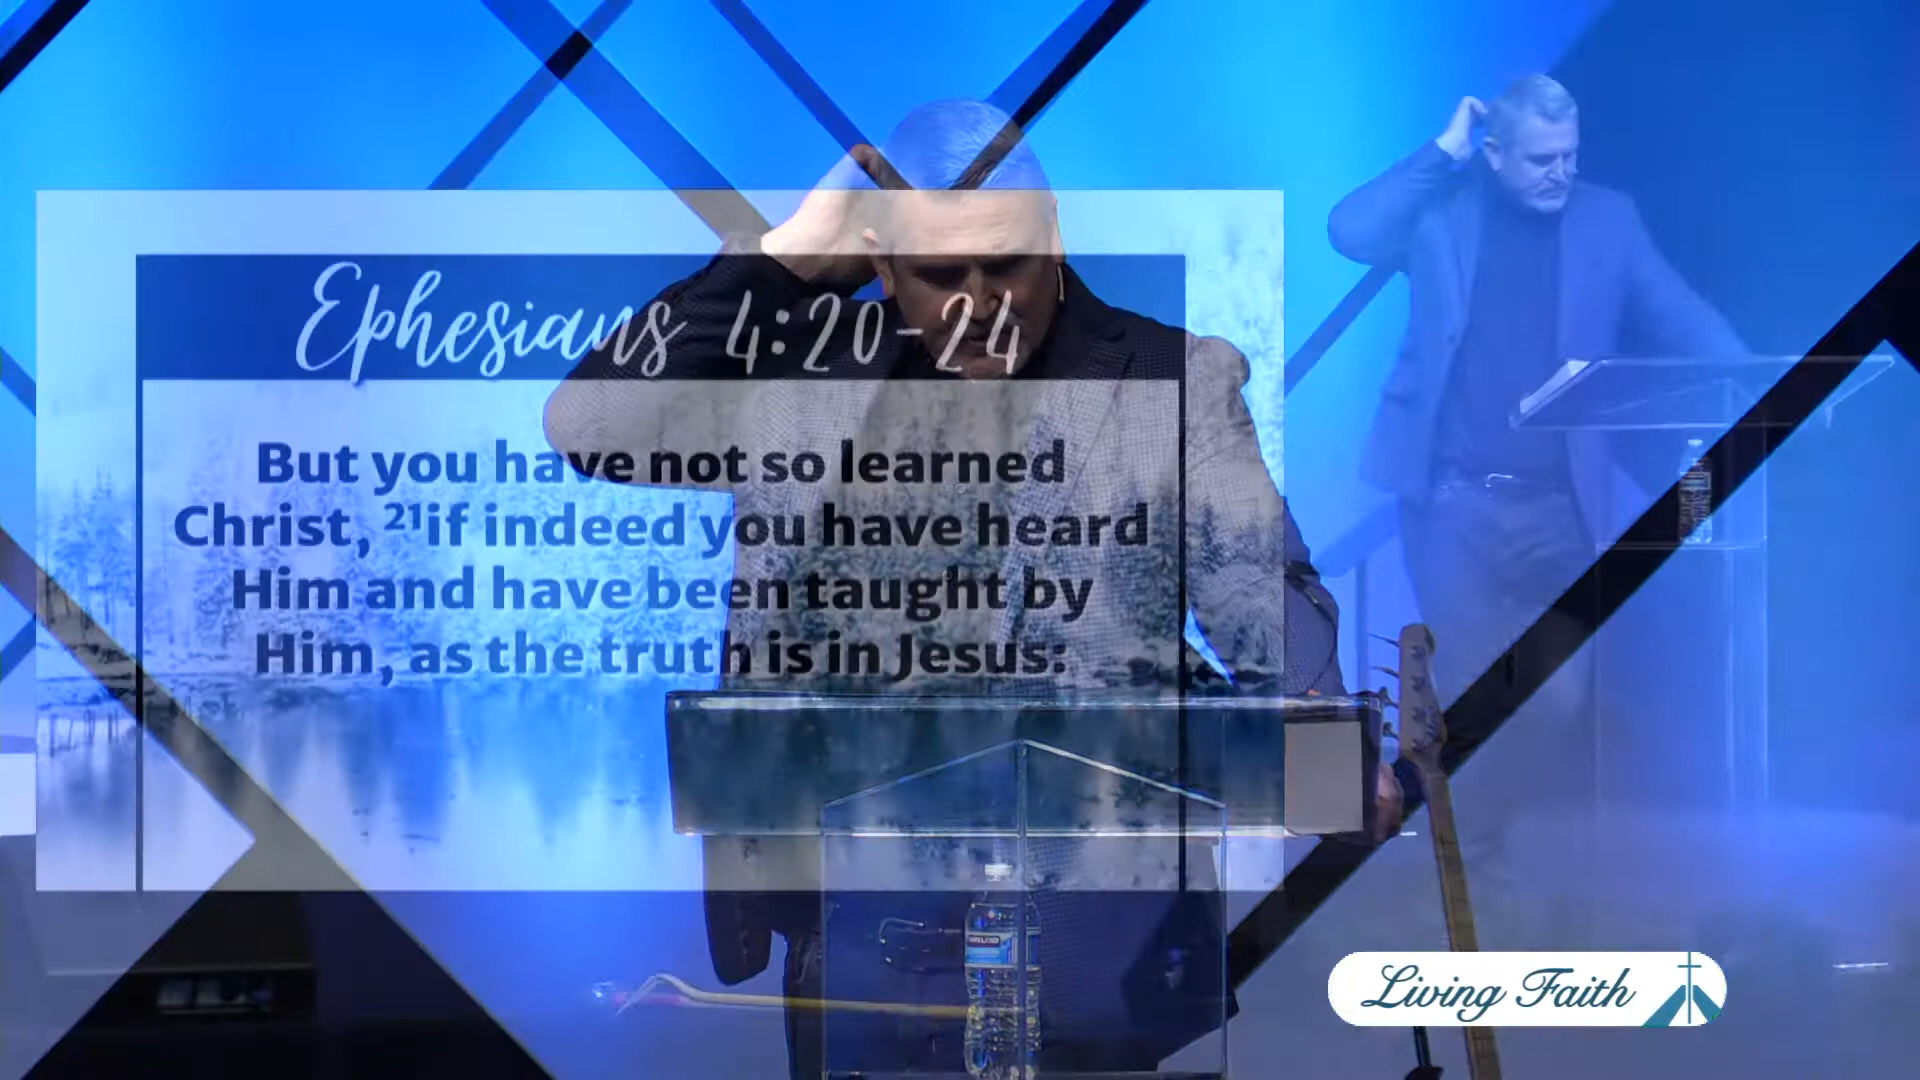 Ephesians 4:20-24
But you have not so learned
Christ, ²¹if indeed you have heard
Him and have been taught by
Him, as the truth is in Jesus:
KIRKLAND
Living Faith